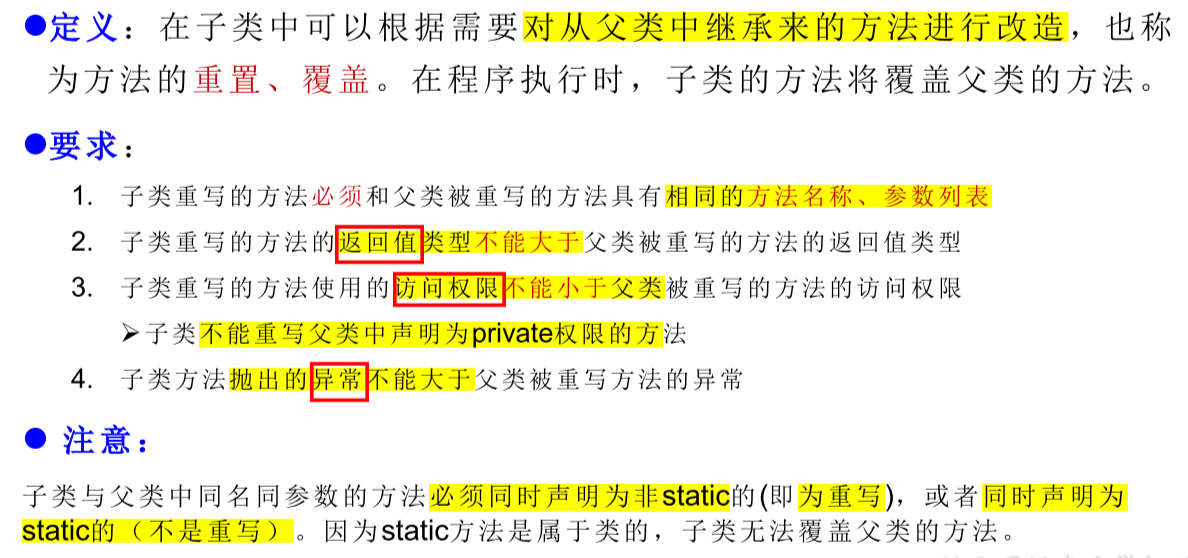 ●定义：在子类中可以根据需要对从父类中继承来的方法进行改造，也称
为方法的重置、覆盖。在程序执行时，子类的方法将覆盖父类的方法。
●要求：
1. 子类重写的方法必须和父类被重写的方法具有相同的方法名称、参数列表
2. 子类重写的方法的返回值类型不能大于父类被重写的方法的返回值类型
3. 子类重写的方法使用的访问权限不能小于父类被重写的方法的访问权限
➢子类不能重写父类中声明为private权限的方法
4. 子类方法抛出的异常不能大于父类被重写方法的异常
● 注意：
子类与父类中同名同参数的方法必须同时声明为非static的(即为重写)，或者同时声明为
static的（不是重写）。因为static方法是属于类的，子类无法覆盖父类的方法。